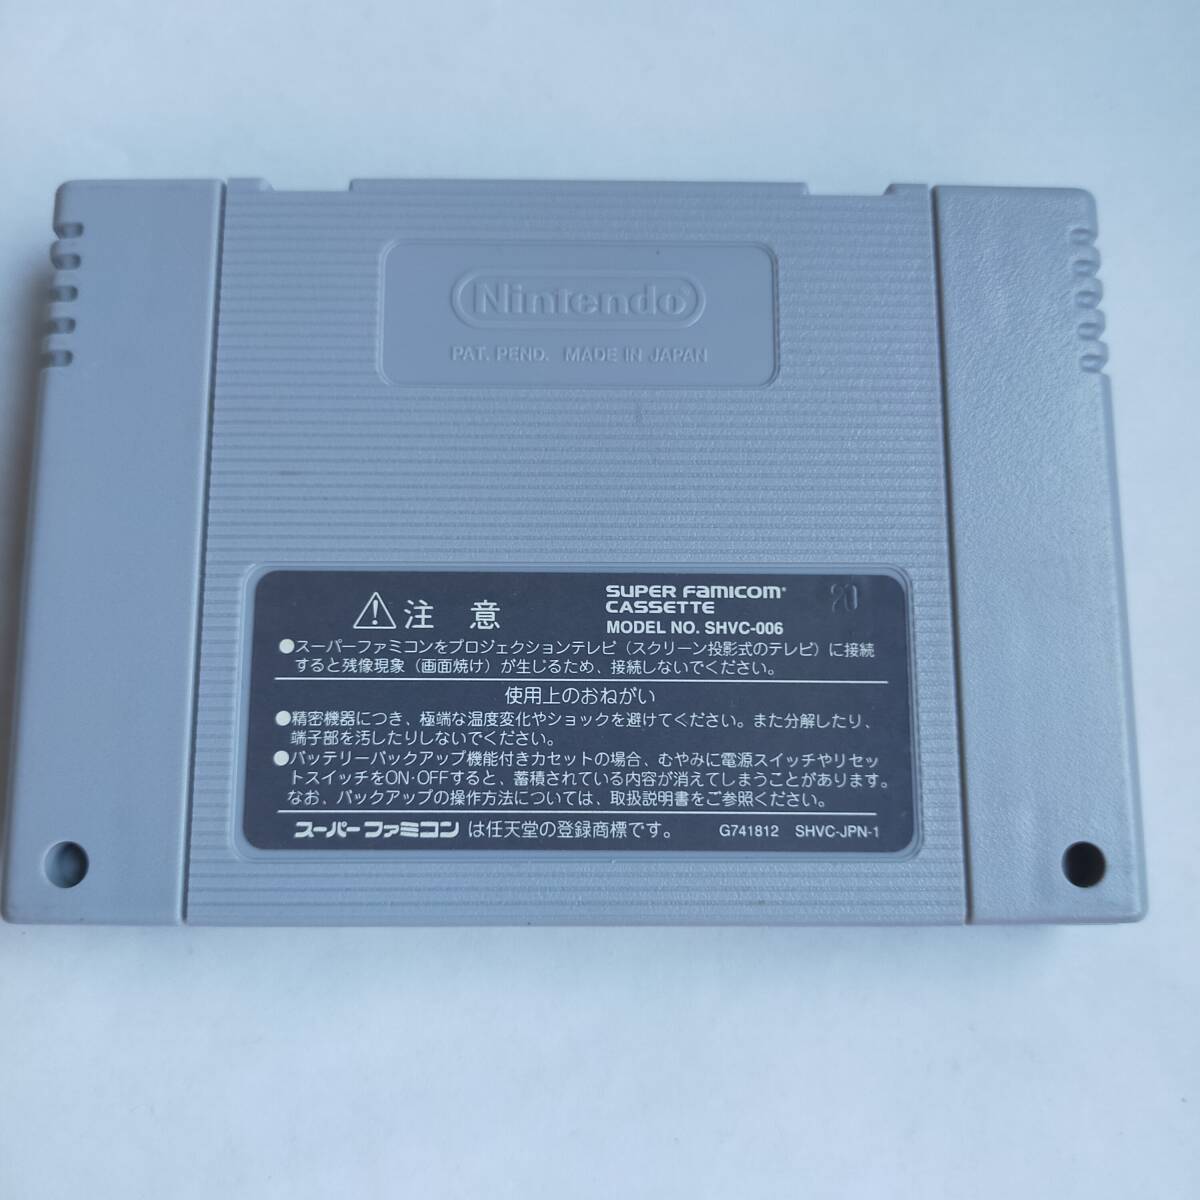 Nintendo
PAT. PEND. MADE IN JAPAN
⚠注意
SUPER FAMICOM
CASSETTE
MODEL NO. SHVC-006
20
●スーパーファミコンをプロジェクションテレビ（スクリーン投影式のテレビ）に接続
すると残像現象（画面焼け）が生じるため、接続しないでください。
使用上のおねがい
●精密機器につき、極端な温度変化やショックを避けてください。また分解したり、
端子部を汚したりしないでください。
●バッテリーバックアップ機能付きカセットの場合、むやみに電源スイッチやリセッ
トスイッチをON・OFFすると、蓄積されている内容が消えてしまうことがあります。
なお、バックアップの操作方法については、取扱説明書をご参照ください。
スーパーファミコンは任天堂の登録商標です。
G741812 SHVC-JPN-1